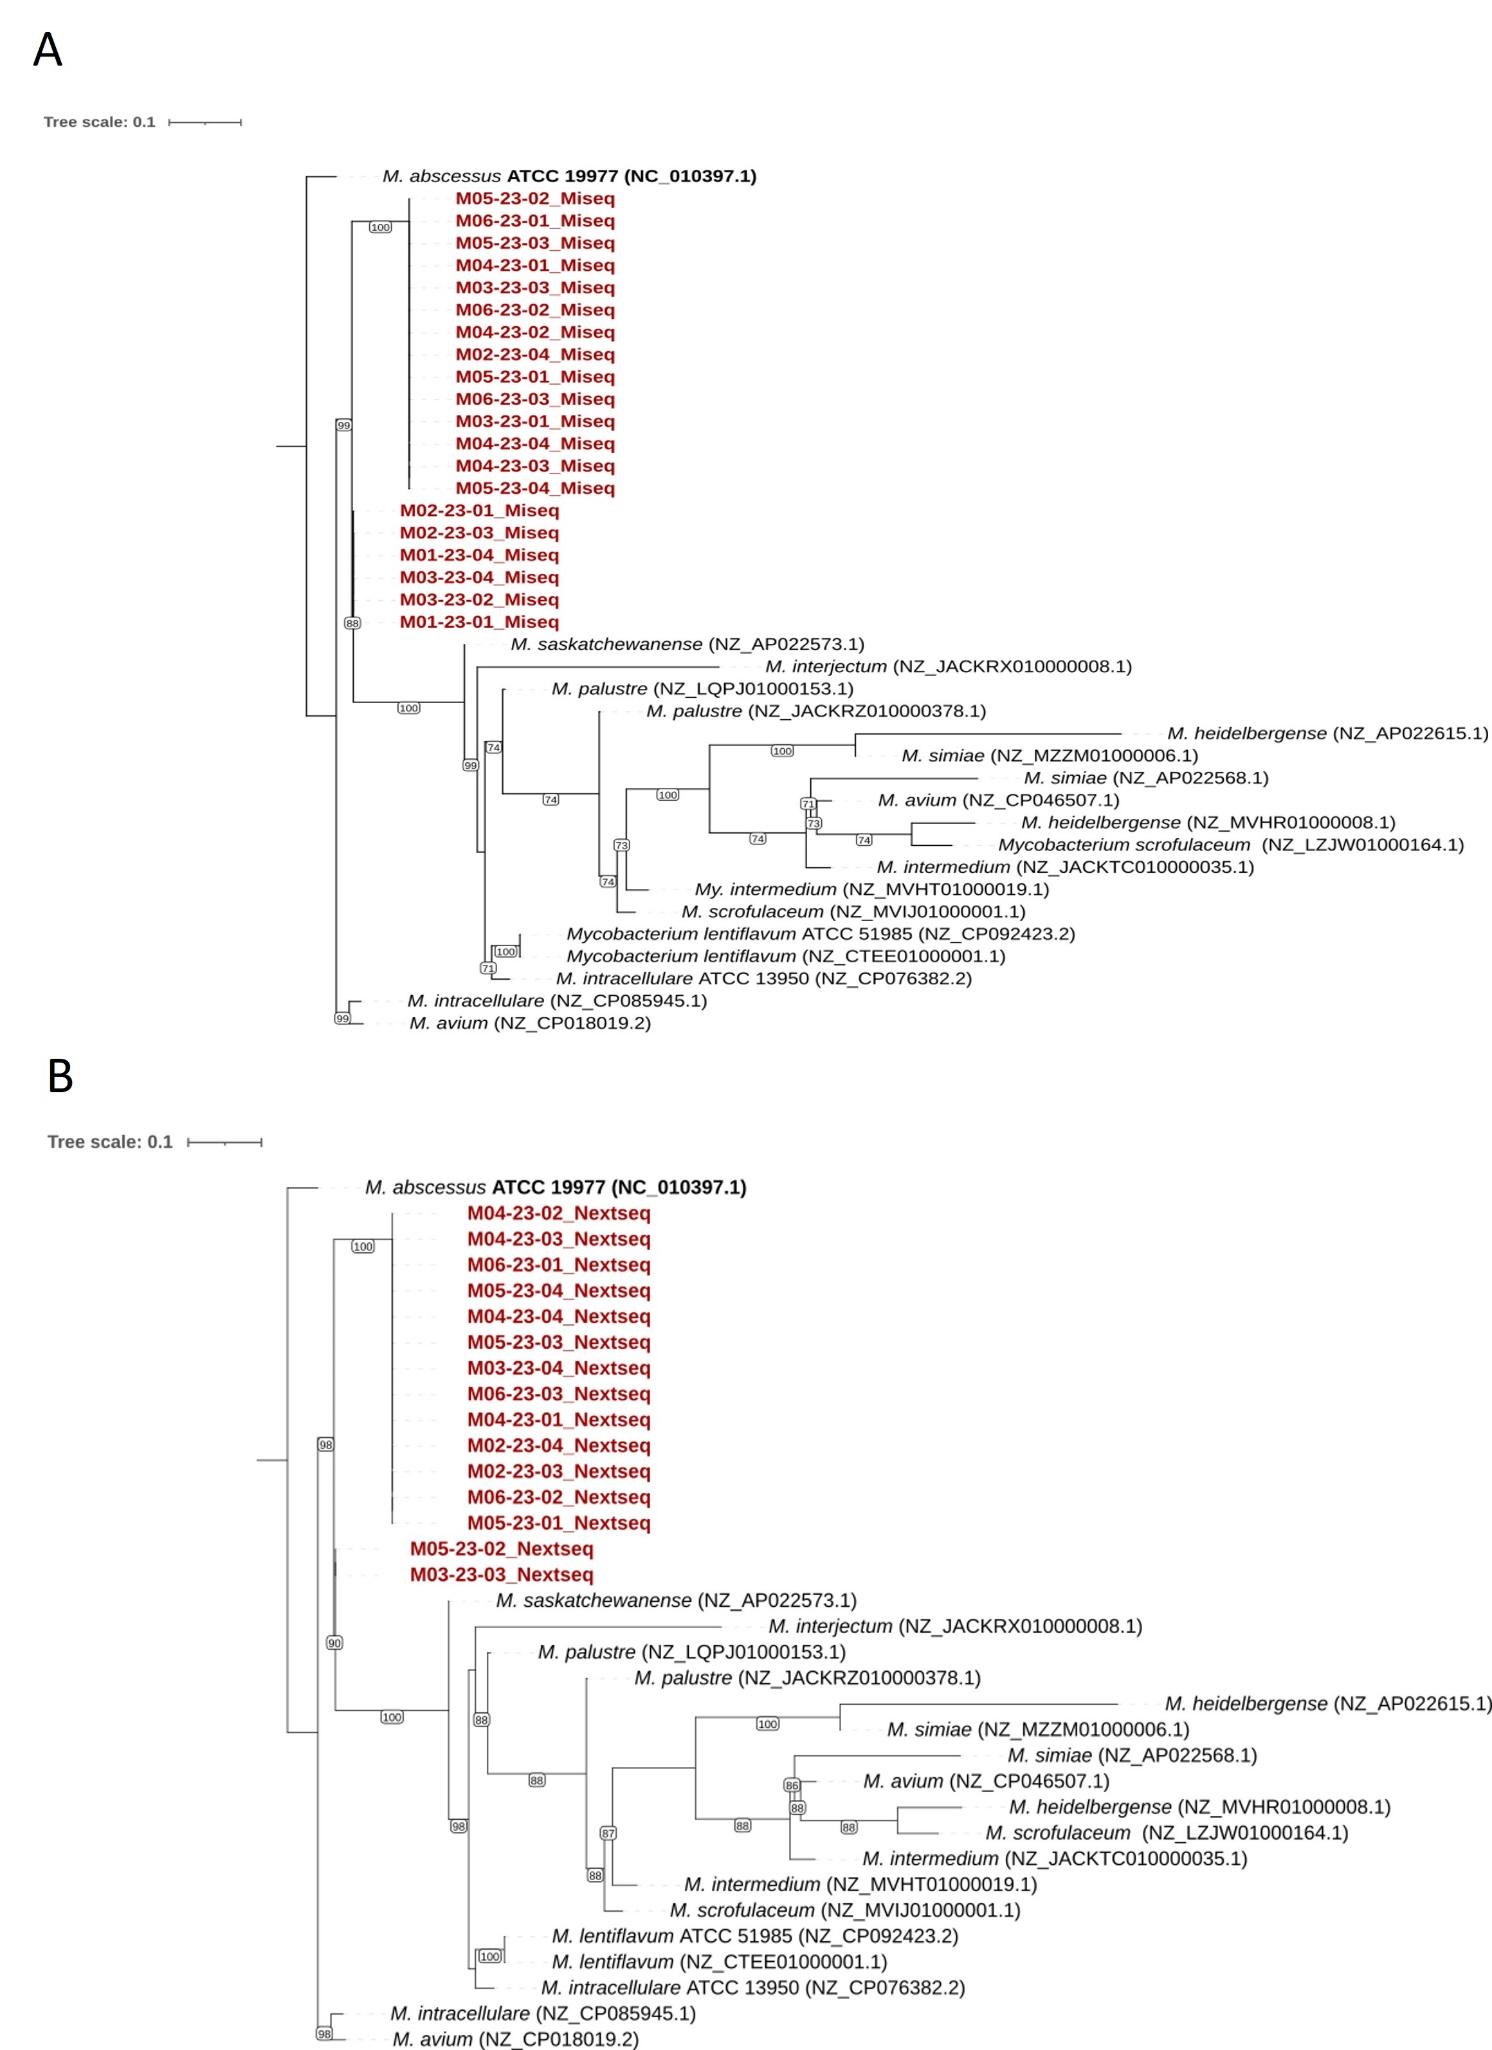 A
Tree scale: 0.1
M. abscessus ATCC 19977 (NC_010397.1)
M05-23-02_Miseq
M06-23-01_Miseq
100
M05-23-03_Miseq
M04-23-01_Miseq
M03-23-03_Miseq
M06-23-02_Miseq
M04-23-02_Miseq
M02-23-04_Miseq
M05-23-01_Miseq
M06-23-03_Miseq
M03-23-01_Miseq
99
M04-23-04_Miseq
M04-23-03_Miseq
M05-23-04_Miseq
M02-23-01_Miseq
M02-23-03_Miseq
M01-23-04_Miseq
M03-23-04_Miseq
M03-23-02_Miseq
M01-23-01_Miseq
88
M. saskatchewanense (NZ_AP022573.1)
M. interjectum (NZ_JACKRX010000008.1)
M. palustre (NZ_LQPJ01000153.1)
100
M. palustre (NZ_JACKRZ010000378.1)
M. heidelbergense (NZ_AP022615.1)
74
100
M. simiae (NZ_MZZM01000006.1)
99
M. simiae (NZ_AP022568.1)
74
100
M. avium (NZ_CP046507.1)
71
M. heidelbergense (NZ_MVHR01000008.1)
73
74
74
Mycobacterium scrofulaceum (NZ_LZJW01000164.1)
73
M. intermedium (NZ_JACKTC010000035.1)
74
My. intermedium (NZ_MVHT01000019.1)
M. scrofulaceum (NZ_MVIJ01000001.1)
Mycobacterium lentiflavum ATCC 51985 (NZ_CP092423.2)
100
Mycobacterium lentiflavum (NZ_CTEE01000001.1)
71
M. intracellulare ATCC 13950 (NZ_CP076382.2)
M. intracellulare (NZ_CP085945.1)
99
M. avium (NZ_CP018019.2)
B
Tree scale: 0.1
M. abscessus ATCC 19977 (NC_010397.1)
M04-23-02_Nextseq
M04-23-03_Nextseq
100
M06-23-01_Nextseq
M05-23-04_Nextseq
M04-23-04_Nextseq
M05-23-03_Nextseq
M03-23-04_Nextseq
M06-23-03_Nextseq
M04-23-01_Nextseq
98
M02-23-04_Nextseq
M02-23-03_Nextseq
M06-23-02_Nextseq
M05-23-01_Nextseq
M05-23-02_Nextseq
M03-23-03_Nextseq
M. saskatchewanense (NZ_AP022573.1)
M. interjectum (NZ_JACKRX010000008.1)
90
M. palustre (NZ_LQPJ01000153.1)
M. palustre (NZ_JACKRZ010000378.1)
M. heidelbergense (NZ_AP022615.1)
100
88
100
M. simiae (NZ_MZZM01000006.1)
M. simiae (NZ_AP022568.1)
88
86
M. avium (NZ_CP046507.1)
M. heidelbergense (NZ_MVHR01000008.1)
88
98
88
88
M. scrofulaceum (NZ_LZJW01000164.1)
87
M. intermedium (NZ_JACKTC010000035.1)
88
M. intermedium (NZ_MVHT01000019.1)
M. scrofulaceum (NZ_MVIJ01000001.1)
M. lentiflavum ATCC 51985 (NZ_CP092423.2)
100
M. lentiflavum (NZ_CTEE01000001.1)
M. intracellulare ATCC 13950 (NZ_CP076382.2)
M. intracellulare (NZ_CP085945.1)
98
M. avium (NZ_CP018019.2)